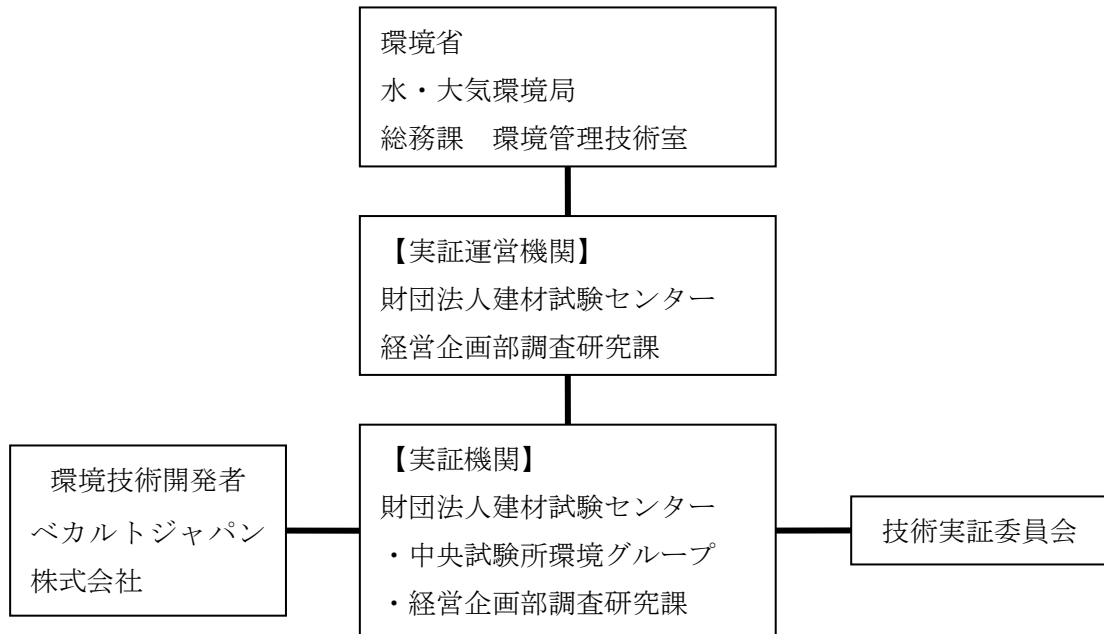 環境省
水・大気環境局
総務課　環境管理技術室
【実証運営機関】
財団法人建材試験センター
経営企画部調査研究課
【実証機関】
財団法人建材試験センター
・中央試験所環境グループ
・経営企画部調査研究課
環境技術開発者
ベカルトジャパン
株式会社
技術実証委員会